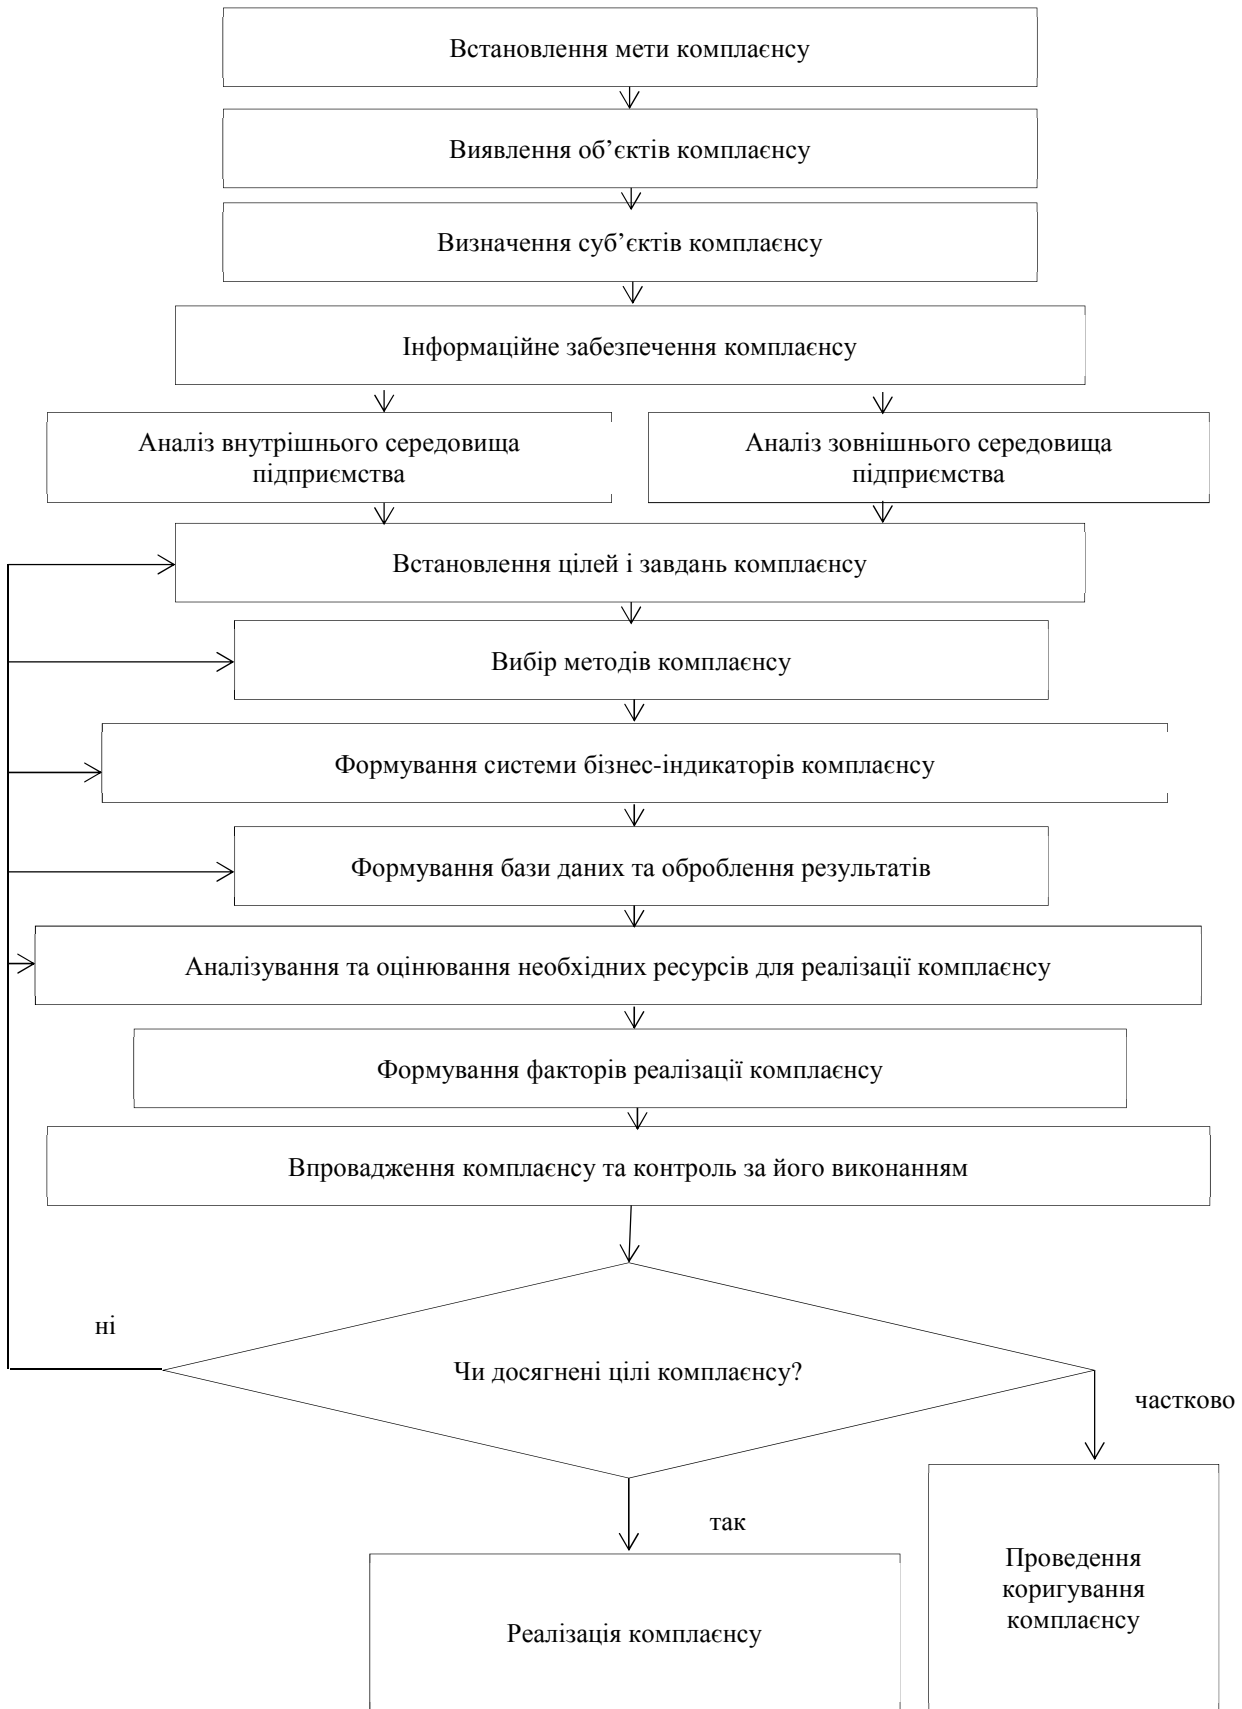 Встановлення мети комплаєнсу
Виявлення об’єктів комплаєнсу
Визначення суб’єктів комплаєнсу
Інформаційне забезпечення комплаєнсу
Аналіз внутрішнього середовища
підприємства
Аналіз зовнішнього середовища
підприємства
Встановлення цілей і завдань комплаєнсу
Вибір методів комплаєнсу
Формування системи бізнес-індикаторів комплаєнсу
Формування бази даних та оброблення результатів
Аналізування та оцінювання необхідних ресурсів для реалізації комплаєнсу
Формування факторів реалізації комплаєнсу
Впровадження комплаєнсу та контроль за його виконанням
ні
Чи досягнені цілі комплаєнсу?
частково
так
Проведення
коригування
комплаєнсу
Реалізація комплаєнсу